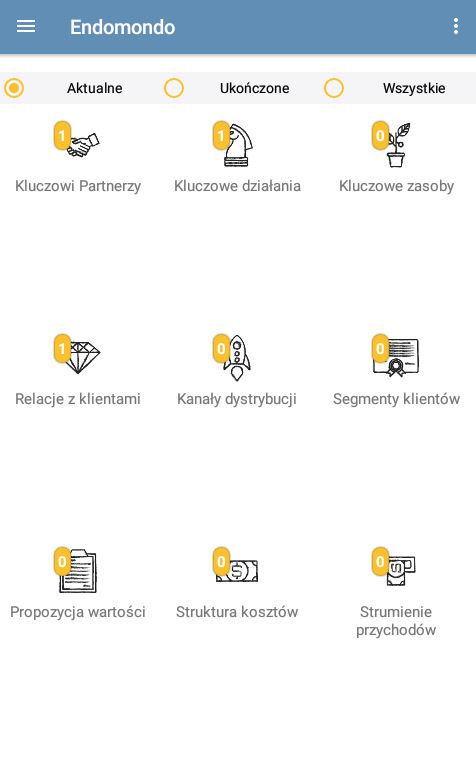 Endomondo
Aktualne Ukończone Wszystkie
1 1 0
Kluczowi Partnerzy Kluczowe działania Kluczowe zasoby
1 0 0
Relacje z klientami Kanały dystrybucji Segmenty klientów
0 0 0
Propozycja wartości Struktura kosztów Strumienie
przychodów